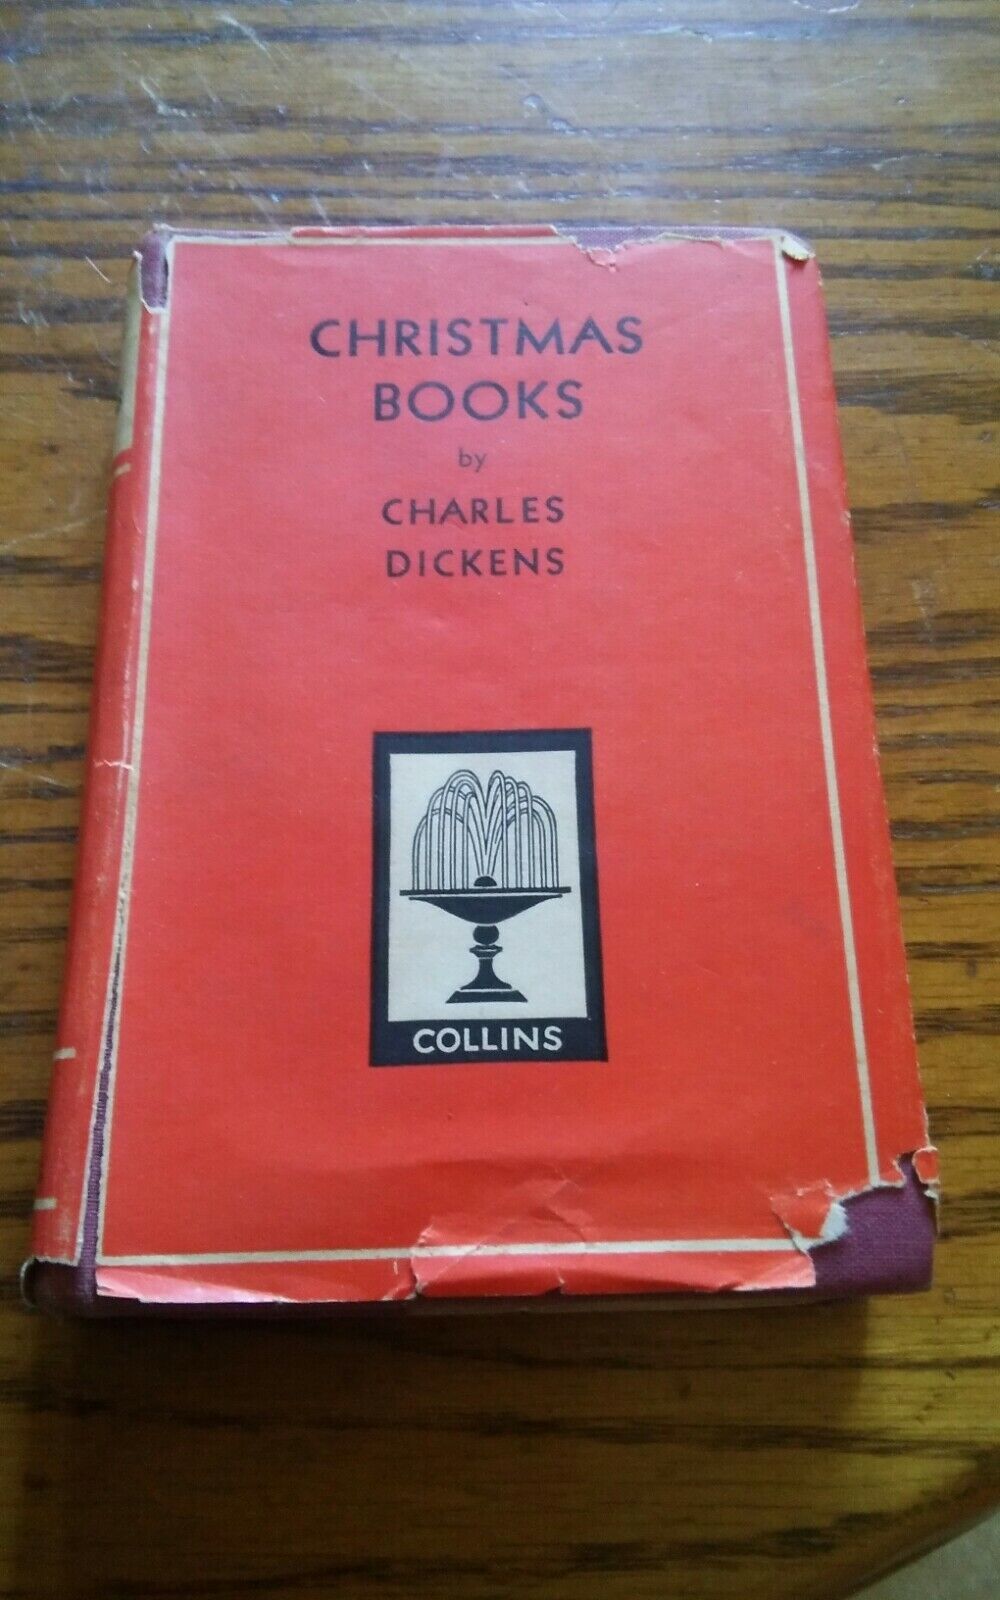 CHRISTMAS
BOOKS
by
CHARLES
DICKENS
COLLINS